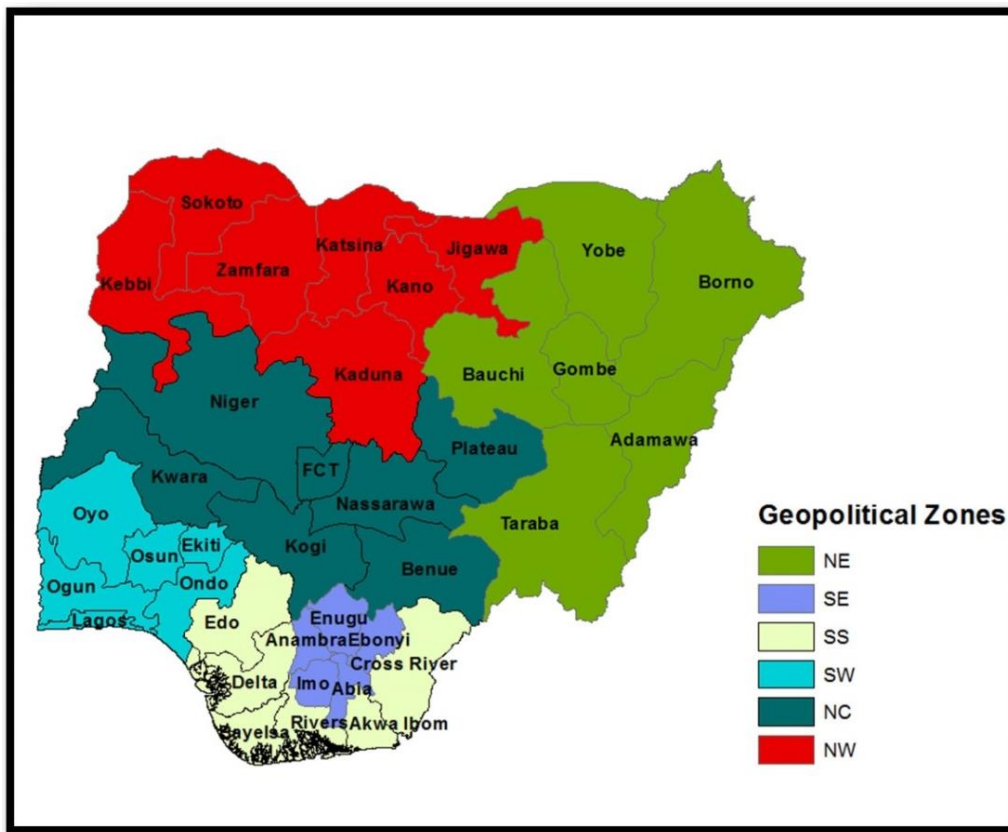 Sokoto
Katsina
Jigawa
Yobe
Borno
Kebbi
Zamfara
Kano
Kaduna
Bauchi
Gombe
Niger
Adamawa
Plateau
FCT
Kwara
Nassarawa
Oyo
Taraba
Geopolitical Zones
Osun
Ekiti
Kogi
Benue
Ogun
Ondo
Lagos
Edo
Enugu
Anambra
Ebonyi
Cross River
Delta
Imo
Abia
Bayelsa
Rivers
Akwa Ibom
NE
SE
SS
SW
NC
NW